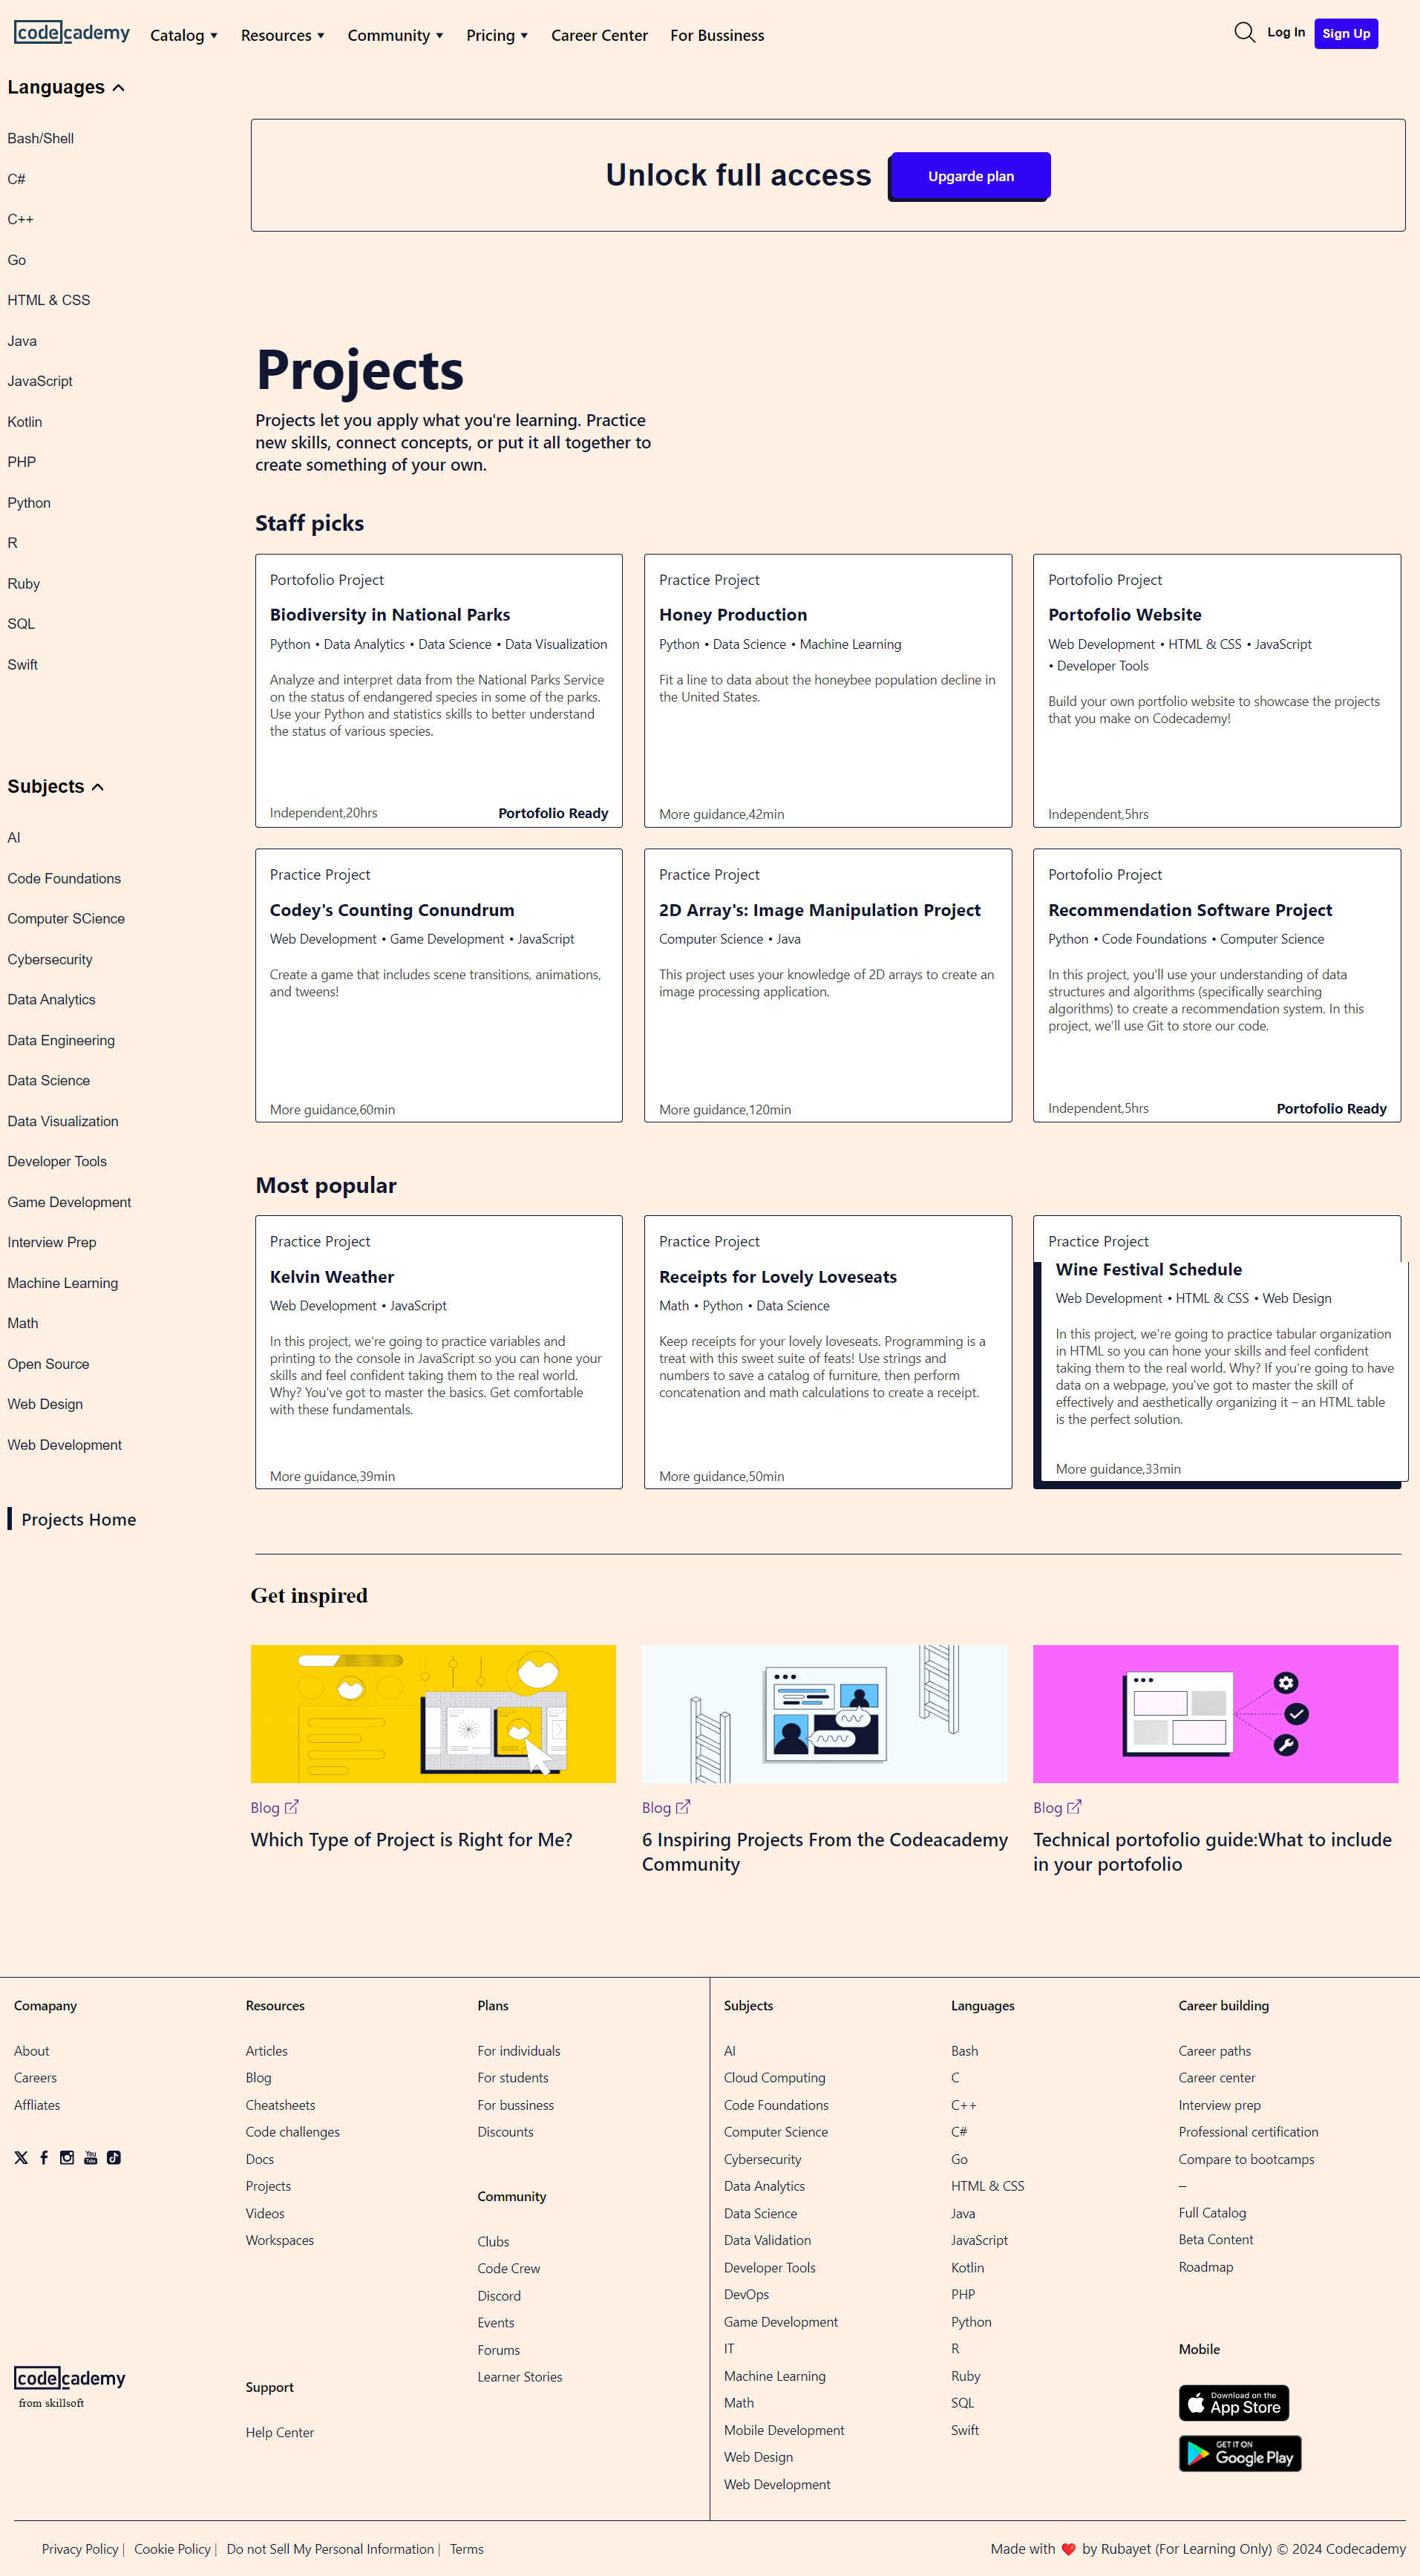 codecademy
Catalog ▼ Resources ▼ Community ▼ Pricing ▼ Career Center For Bussiness
Log In Sign Up
Languages
Bash/Shell
C#
C++
Go
HTML & CSS
Java
JavaScript
Kotlin
PHP
Python
R
Ruby
SQL
Swift
Subjects
AI
Code Foundations
Computer SCience
Cybersecurity
Data Analytics
Data Engineering
Data Science
Data Visualization
Developer Tools
Game Development
Interview Prep
Machine Learning
Math
Open Source
Web Design
Web Development
Projects Home
Unlock full access Upgarde plan
Projects
Projects let you apply what you're learning. Practice
new skills, connect concepts, or put it all together to
create something of your own.
Staff picks
Portofolio Project
Biodiversity in National Parks
Python • Data Analytics • Data Science • Data Visualization
Analyze and interpret data from the National Parks Service
on the status of endangered species in some of the parks.
Use your Python and statistics skills to better understand
the status of various species.
Independent,20hrs Portofolio Ready
Practice Project
Honey Production
Python • Data Science • Machine Learning
Fit a line to data about the honeybee population decline in
the United States.
More guidance,42min
Portofolio Project
Portofolio Website
Web Development • HTML & CSS • JavaScript
• Developer Tools
Build your own portfolio website to showcase the projects
that you make on Codecademy!
Independent,5hrs
Practice Project
Codey's Counting Conundrum
Web Development • Game Development • JavaScript
Create a game that includes scene transitions, animations,
and tweens!
More guidance,60min
Practice Project
2D Array's: Image Manipulation Project
Computer Science • Java
This project uses your knowledge of 2D arrays to create an
image processing application.
More guidance,120min
Portofolio Project
Recommendation Software Project
Python • Code Foundations • Computer Science
In this project, you'll use your understanding of data
structures and algorithms (specifically searching
algorithms) to create a recommendation system. In this
project, we'll use Git to store our code.
Independent,5hrs Portofolio Ready
Most popular
Practice Project
Kelvin Weather
Web Development • JavaScript
In this project, we're going to practice variables and
printing to the console in JavaScript so you can hone your
skills and feel confident taking them to the real world.
Why? You've got to master the basics. Get comfortable
with these fundamentals.
More guidance,39min
Practice Project
Receipts for Lovely Loveseats
Math • Python • Data Science
Keep receipts for your lovely loveseats. Programming is a
treat with this sweet suite of feats! Use strings and
numbers to save a catalog of furniture, then perform
concatenation and math calculations to create a receipt.
More guidance,50min
Practice Project
Wine Festival Schedule
Web Development • HTML & CSS • Web Design
In this project, we're going to practice tabular organization
in HTML so you can hone your skills and feel confident
taking them to the real world. Why? If you're going to have
data on a webpage, you've got to master the skill of
effectively and aesthetically organizing it – an HTML table
is the perfect solution.
More guidance,33min
Get inspired
Blog
Which Type of Project is Right for Me?
Blog
6 Inspiring Projects From the Codeacademy
Community
Blog
Technical portofolio guide:What to include
in your portofolio
Comapany
About
Careers
Affliates
You
Tube
codecademy
from skillsoft
Resources
Articles
Blog
Cheatsheets
Code challenges
Docs
Projects
Videos
Workspaces
Support
Help Center
Plans
For individuals
For students
For bussiness
Discounts
Community
Clubs
Code Crew
Discord
Events
Forums
Learner Stories
Subjects
AI
Cloud Computing
Code Foundations
Computer Science
Cybersecurity
Data Analytics
Data Science
Data Validation
Developer Tools
DevOps
Game Development
IT
Machine Learning
Math
Mobile Development
Web Design
Web Development
Languages
Bash
C
C++
C#
Go
HTML & CSS
Java
JavaScript
Kotlin
PHP
Python
R
Ruby
SQL
Swift
Career building
Career paths
Career center
Interview prep
Professional certification
Compare to bootcamps
–
Full Catalog
Beta Content
Roadmap
Mobile
Download on the
App Store
GET IT ON
Google Play
Privacy Policy | Cookie Policy | Do not Sell My Personal Information | Terms
Made with ❤️ by Rubayet (For Learning Only) © 2024 Codecademy